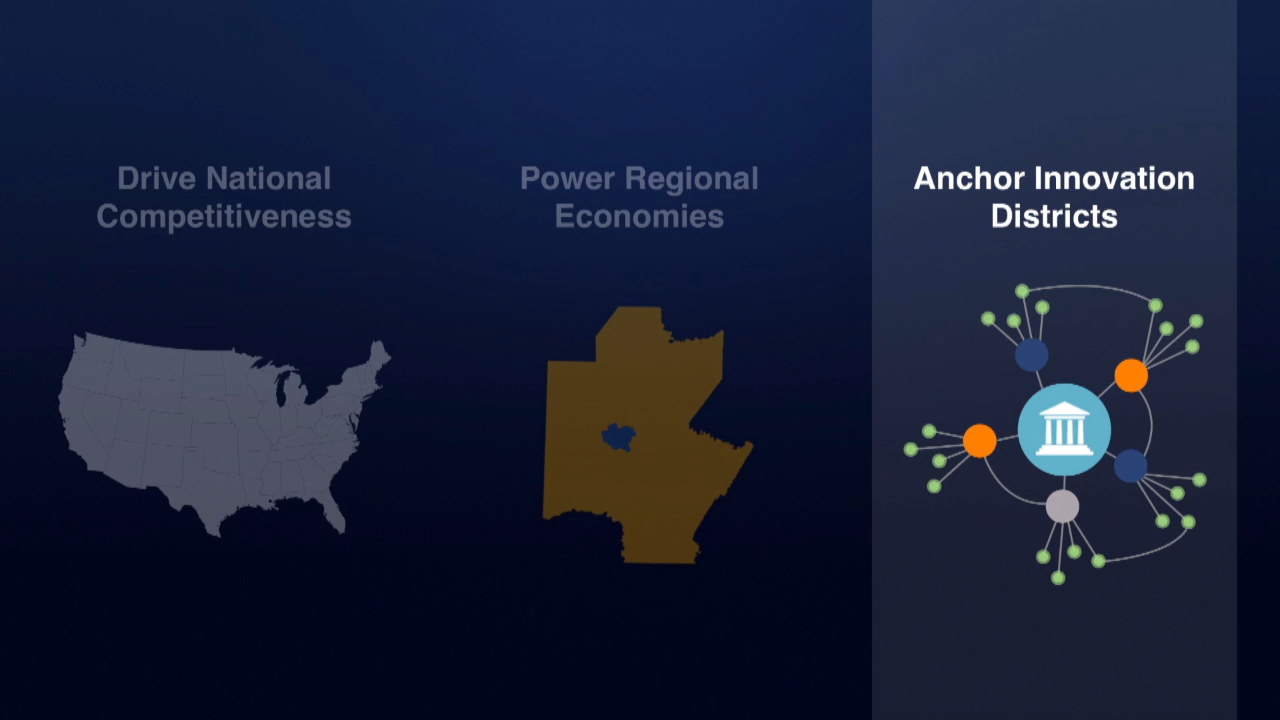 Drive National
Competitiveness
Power Regional
Economies
Anchor Innovation
Districts